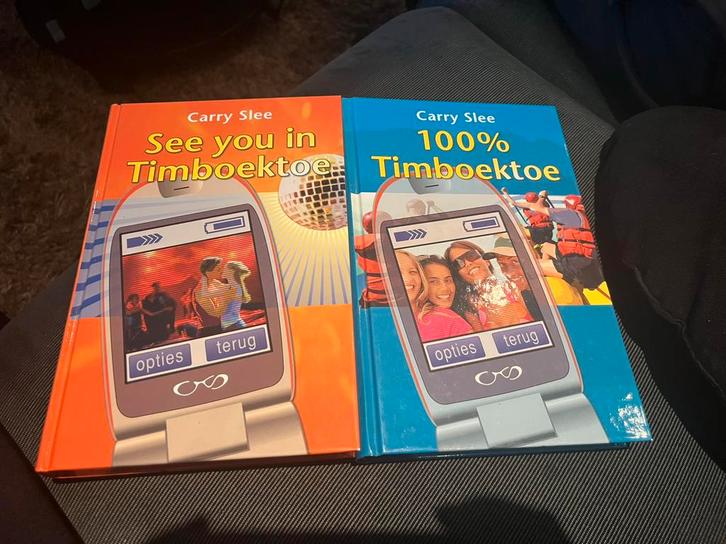 Carry Slee
See you in
Timboektoe
opties terug
Carry Slee
100%
Timboektoe
opties terug